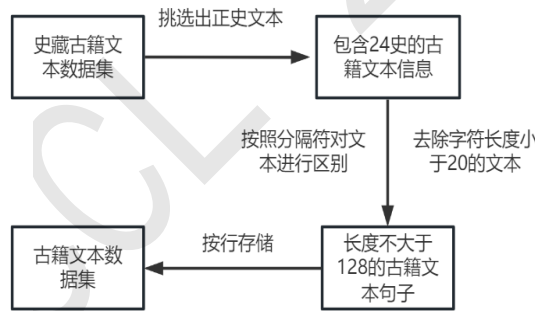 挑选出正史文本
史藏古籍文
本数据集
包含24史的古
籍文本信息
按照分隔符对文
本进行区别
去除字符长度小
于20的文本
古籍文本数
据集
按行存储
长度不大于
128的古籍文
本句子